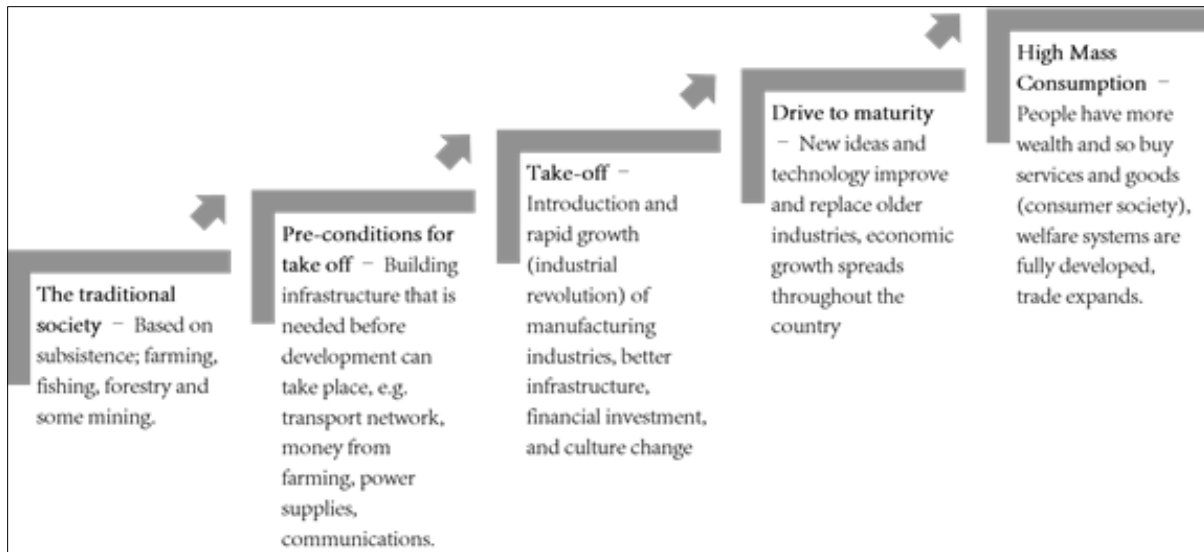 The traditional
society – Based on
subsistence; farming,
fishing, forestry and
some mining.
Pre-conditions for
take off – Building
infrastructure that is
needed before
development can
take place, e.g.
transport network,
money from
farming, power
supplies,
communications.
Take-off –
Introduction and
rapid growth
(industrial
revolution) of
manufacturing
industries, better
infrastructure,
financial investment,
and culture change
Drive to maturity
– New ideas and
technology improve
and replace older
industries, economic
growth spreads
throughout the
country
High Mass
Consumption –
People have more
wealth and so buy
services and goods
(consumer society),
welfare systems are
fully developed,
trade expands.